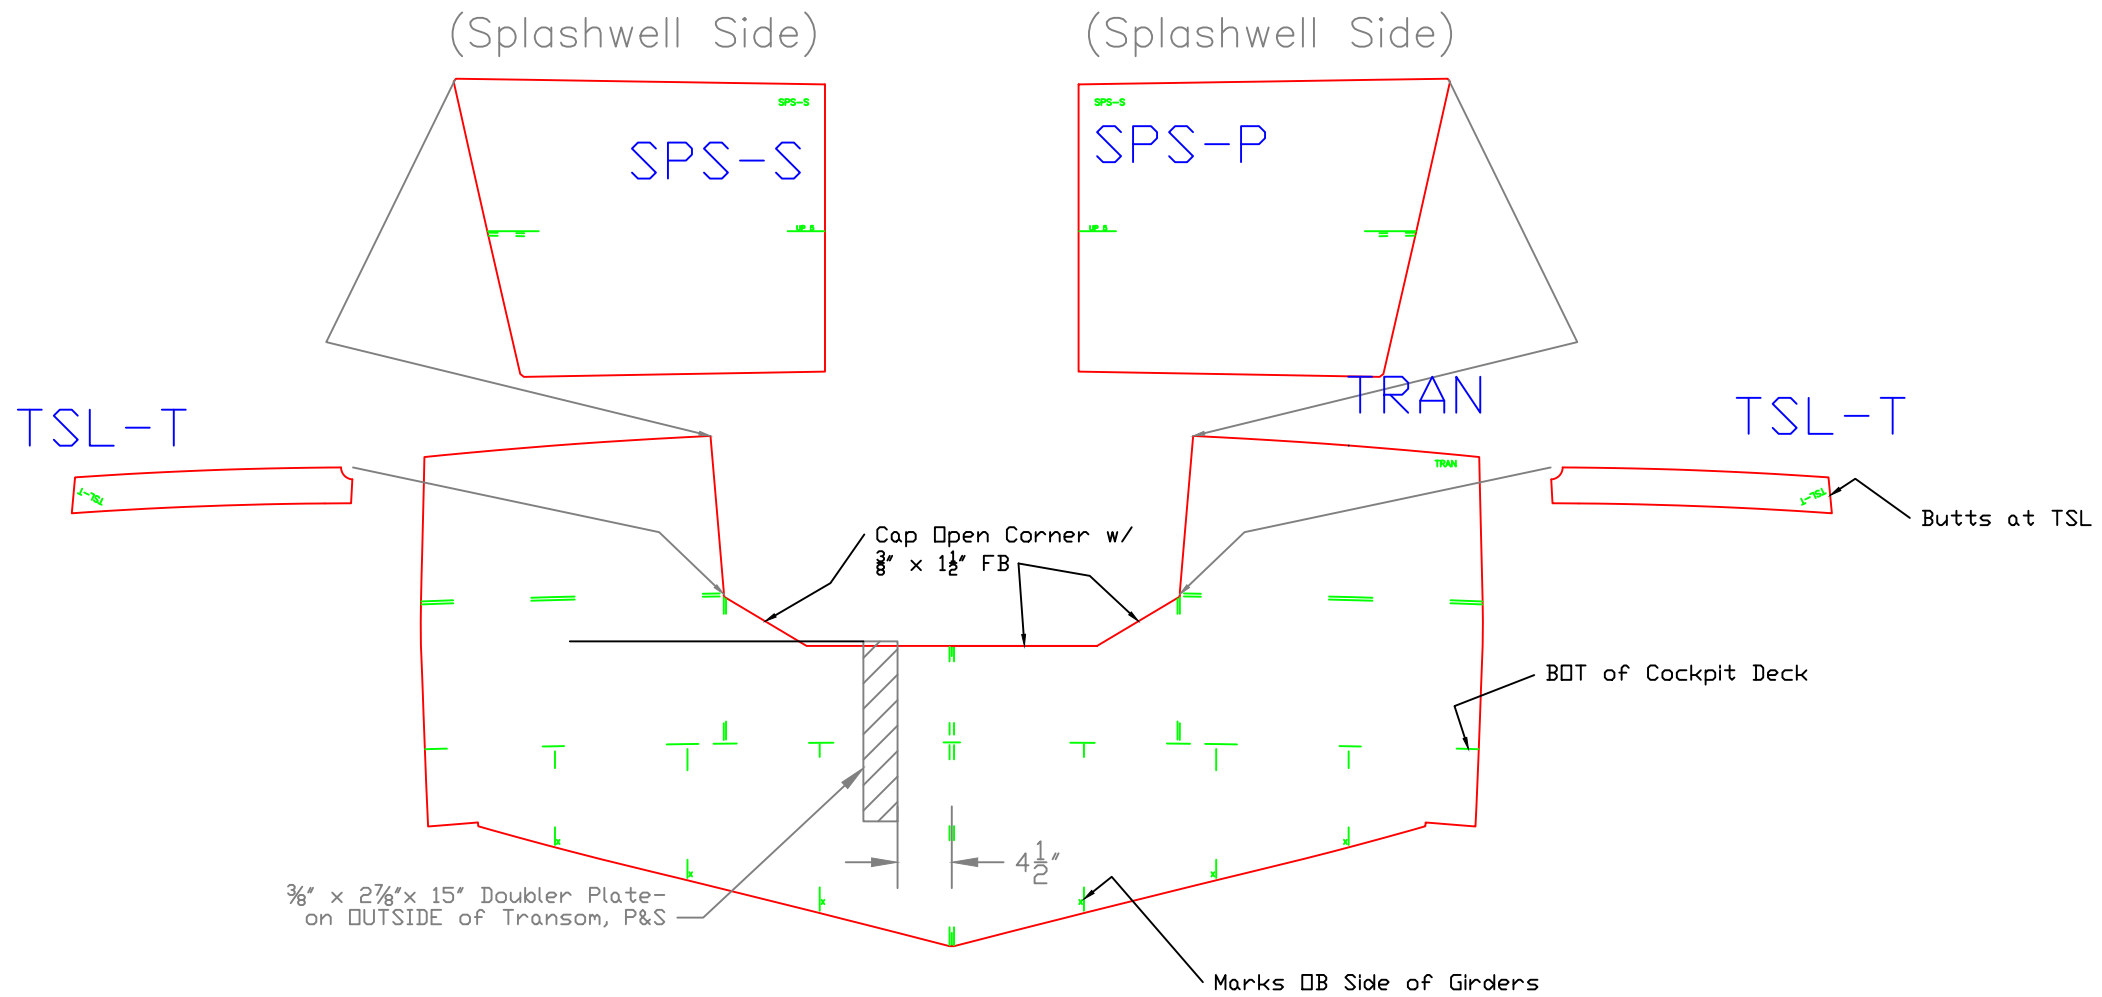 (Splashwell Side)
(Splashwell Side)
SPS-S
SPS-S
SPS-S
SPS-P
UP S
UP S
TRAN
TSL-T
TSL-T
TRAN
TSL-T
TSL-T
Butts at TSL
Cap Open Corner w/
3/8" x 1 1/2" FB
BOT of Cockpit Deck
4 1/2"
3/8" x 2 7/8"x 15" Doubler Plate-
on OUTSIDE of Transom, P&S
x
x
x
x
x
x
Marks OB Side of Girders